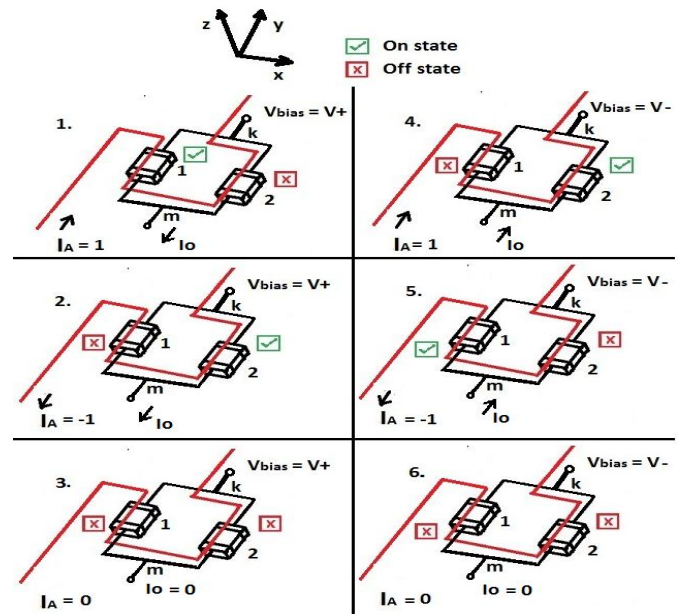 z
y
x
On state
Off state
1.
Vbias = V+
k
1
2
m
IA = 1
Io
4.
Vbias = V-
k
1
2
m
IA = 1
Io
2.
Vbias = V+
k
1
2
m
IA = -1
Io
5.
Vbias = V-
k
1
2
m
IA = -1
Io
3.
Vbias = V+
k
1
2
m
IA = 0
Io = 0
6.
Vbias = V-
k
1
2
m
IA = 0
Io = 0